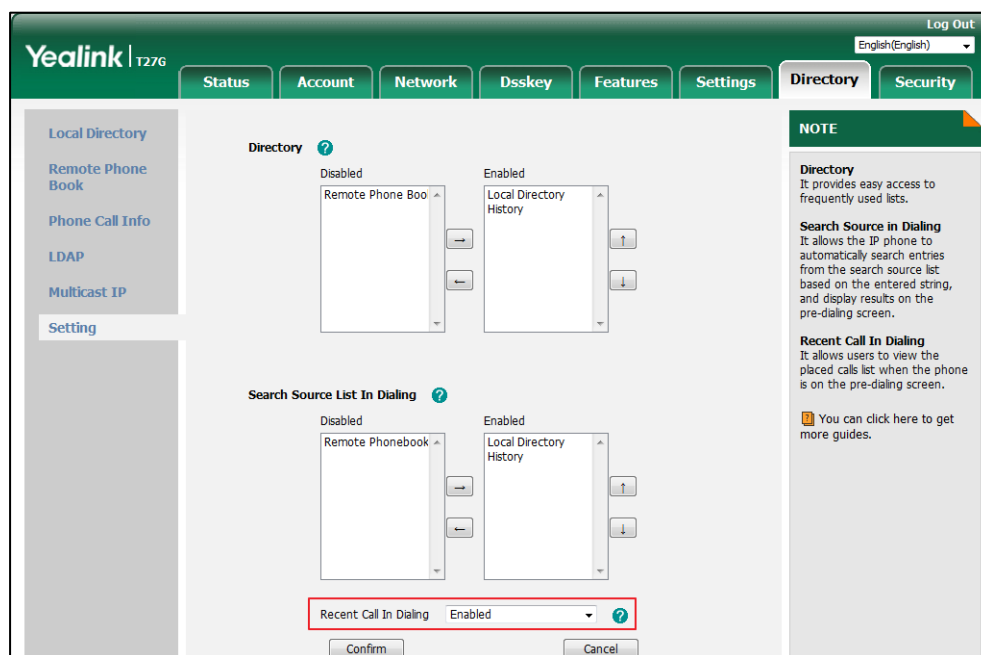 Log Out
Yealink T27G
English(English)
Status Account Network Dsskey Features Settings Directory Security
Local Directory
Remote Phone
Book
Phone Call Info
LDAP
Multicast IP
Setting
Directory ?
Disabled Enabled
Remote Phone Boo Local Directory
History
→ ↑
← ↓
Search Source List In Dialing ?
Disabled Enabled
Remote Phonebook Local Directory
History
→ ↑
← ↓
Recent Call In Dialing Enabled ?
Confirm Cancel
NOTE
Directory
It provides easy access to
frequently used lists.
Search Source in Dialing
It allows the IP phone to
automatically search entries
from the search source list
based on the entered string,
and display results on the
pre-dialing screen.
Recent Call In Dialing
It allows users to view the
placed calls list when the phone
is on the pre-dialing screen.
? You can click here to get
more guides.